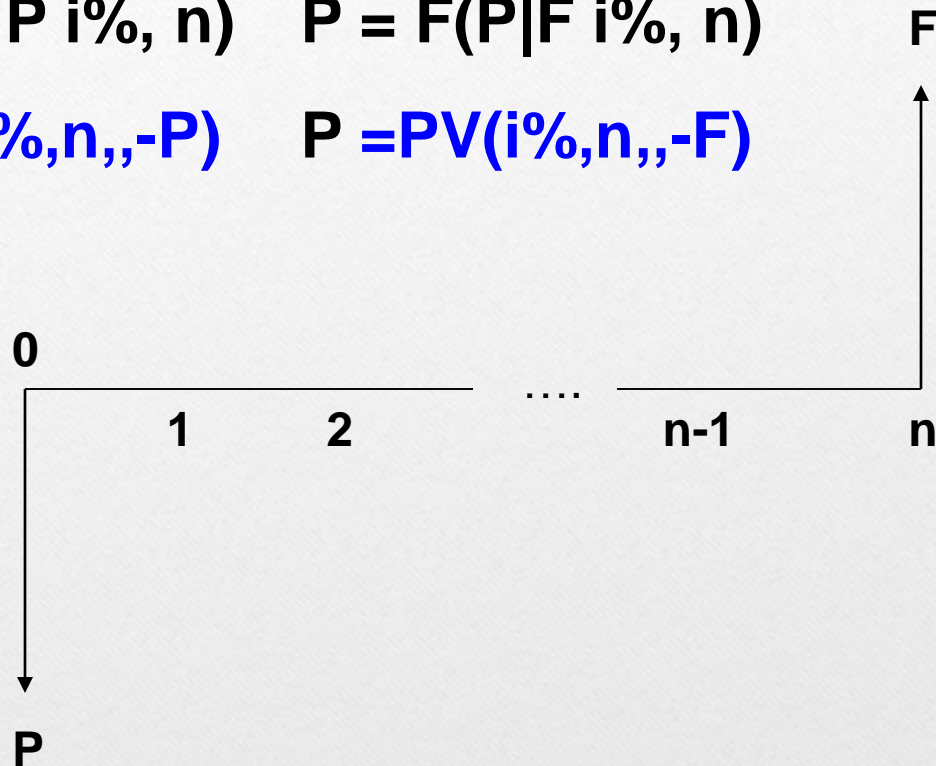 P i%, n) P = F(P|F i%, n)
F
%,n,,-P) P =PV(i%,n,,-F)
0
....
1 2 n-1 n
P